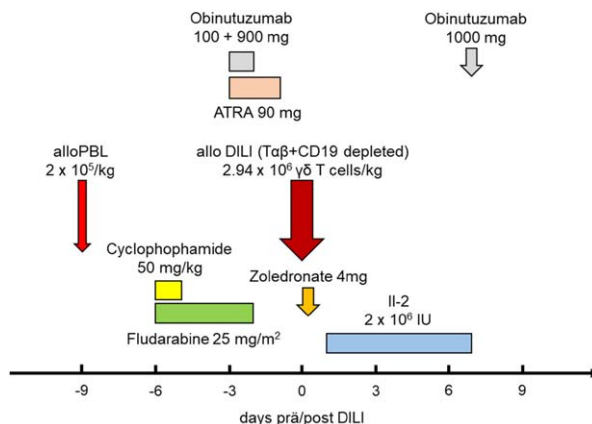 Obinutuzumab
100 + 900 mg
Obinutuzumab
1000 mg
ATRA 90 mg
alloPBL
2 x 10⁵/kg
allo DILI (Tαβ+CD19 depleted)
2.94 x 10⁶ γδ T cells/kg
Cyclophophamide
50 mg/kg
Zoledronate 4mg
Fludarabine 25 mg/m²
Il-2
2 x 10⁶ IU
-9 -6 -3 0 3 6 9
days prä/post DILI